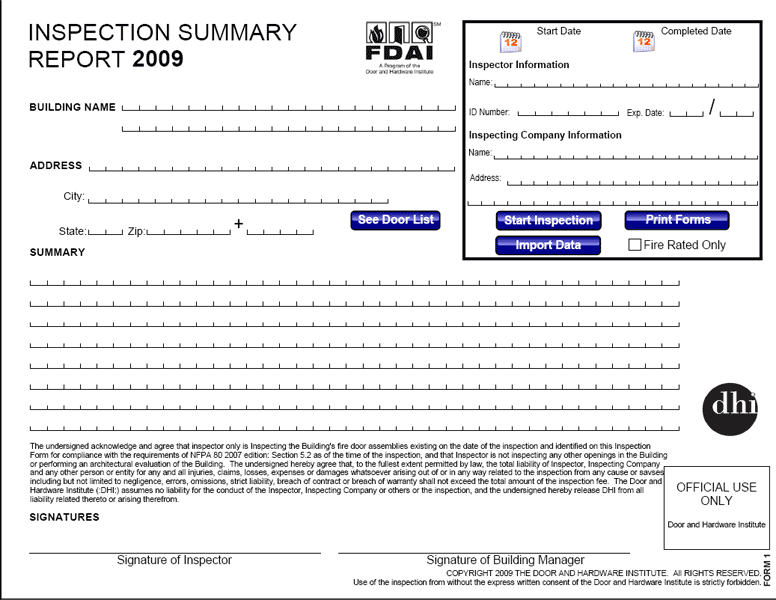 INSPECTION SUMMARY
REPORT 2009
SM
FDAI
A Program of the
Door and Hardware Institute
12 Start Date
12 Completed Date
Inspector Information
Name:
ID Number: Exp. Date: /
Inspecting Company Information
Name:
Address:
Start Inspection Print Forms
Import Data Fire Rated Only
BUILDING NAME
ADDRESS
City:
State: Zip: +
See Door List
SUMMARY
dhi
The undersigned acknowledge and agree that inspector only is Inspecting the Building's fire door assemblies existing on the date of the inspection and identified on this Inspection
Form for compliance with the requirements of NFPA 80 2007 edition: Section 5.2 as of the time of the inspection, and that Inspector is not inspecting any other openings in the Building
or performing an architectural evaluation of the Building. The undersigned hereby agree that, to the fullest extent permitted by law, the total liability of Inspector, Inspecting Company
and any other person or entity for any and all injuries, claims, losses, expenses or damages whatsoever arising out of or in any way related to the inspection from any cause or savses
including but not limited to negligence, errors, omissions, strict liability, breach of contract or breach of warranty shall not exceed the total amount of the inspection fee. The Door and
Hardware Institute (:DHI:) assumes no liability for the conduct of the Inspector, Inspecting Company or others or the inspection, and the undersigned hereby release DHI from all
liability related thereto or arising therefrom.
OFFICIAL USE
ONLY
Door and Hardware Institute
SIGNATURES
Signature of Inspector Signature of Building Manager
COPYRIGHT 2009 THE DOOR AND HARDWARE INSTITUTE. All RIGHTS RESERVED.
Use of the inspection from without the express written consent of the Door and Hardware Institute is strictly forbidden.
FORM 1